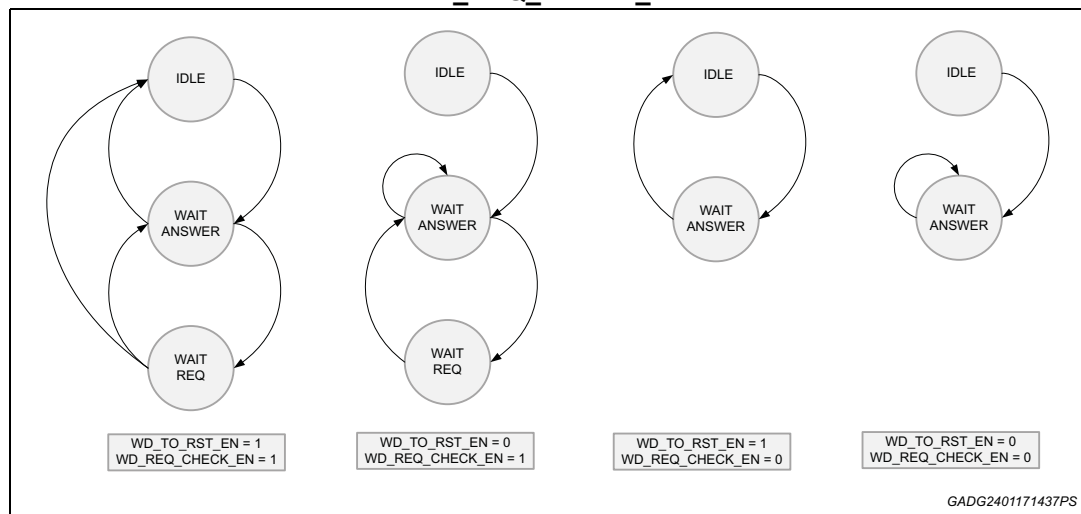 IDLE
IDLE
IDLE
IDLE
WAIT
ANSWER
WAIT
ANSWER
WAIT
ANSWER
WAIT
ANSWER
WAIT
REQ
WAIT
REQ
WD_TO_RST_EN = 1
WD_REQ_CHECK_EN = 1
WD_TO_RST_EN = 0
WD_REQ_CHECK_EN = 1
WD_TO_RST_EN = 1
WD_REQ_CHECK_EN = 0
WD_TO_RST_EN = 0
WD_REQ_CHECK_EN = 0
GADG2401171437PS